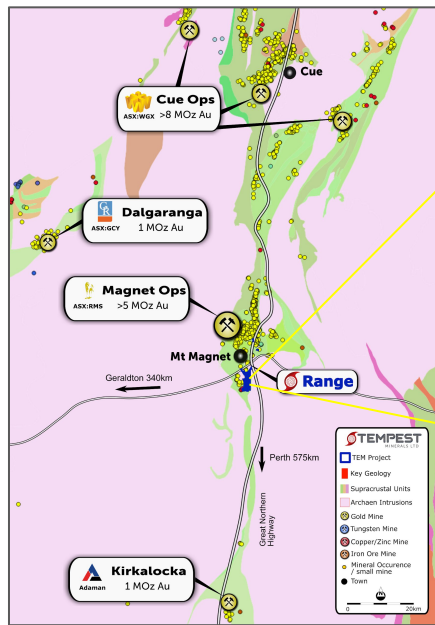 Cue
Cue Ops
ASX:WGX >8 MOz Au
GR
Dalgaranga
ASX:GCY 1 MOz Au
Magnet Ops
ASX:RMS >5 MOz Au
Mt Magnet
Range
Geraldton 340km
Perth 575km
Great Northern
Highway
Kirkalocka
Adaman 1 MOz Au
TEMPEST
MINERALS LTD
TEM Project
Key Geology
Supracrustal Units
Archaen Intrusions
Gold Mine
Tungsten Mine
Copper/Zinc Mine
Iron Ore Mine
Mineral Occurence
/ small mine
Town
0 20km